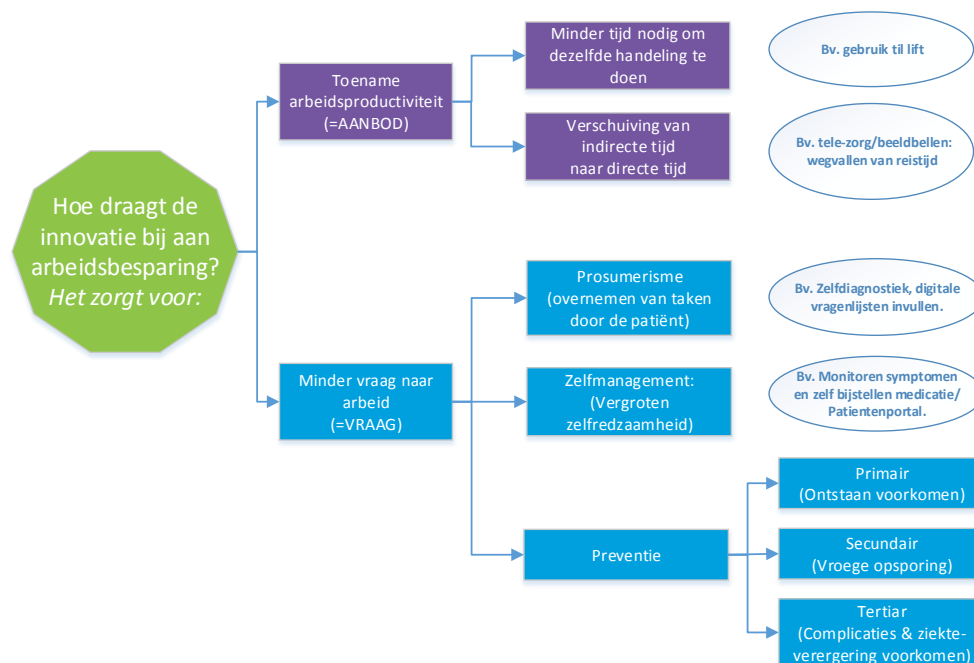 Hoe draagt de
innovatie bij aan
arbeidsbesparing?
Het zorgt voor:
Toename
arbeidsproductiviteit
(=AANBOD)
Minder tijd nodig om
dezelfde handeling te
doen
Bv. gebruik til lift
Verschuiving van
indirecte tijd
naar directe tijd
Bv. tele-zorg/beeldbellen:
wegvallen van reistijd
Minder vraag naar
arbeid
(=VRAAG)
Prosumerisme
(overnemen van taken
door de patiënt)
Bv. Zelfdiagnostiek, digitale
vragenlijsten invullen.
Zelfmanagement:
(Vergroten
zelfredzaamheid)
Bv. Monitoren symptomen
en zelf bijstellen medicatie/
Patientenportal.
Preventie
Primair
(Ontstaan voorkomen)
Secundair
(Vroege opsporing)
Tertiar
(Complicaties & ziekte-
verergering voorkomen)